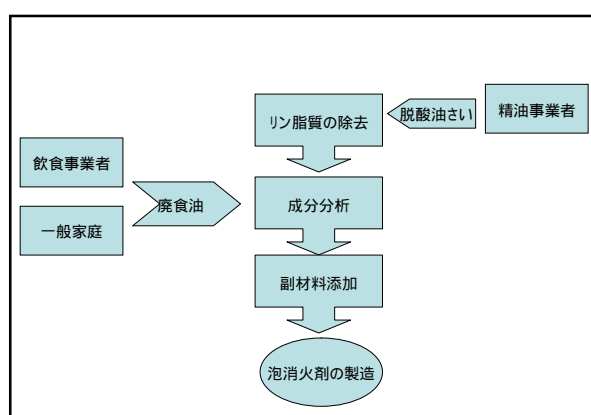 リン脂質の除去
脱酸油さい
精油事業者
飲食事業者
一般家庭
廃食油
成分分析
副材料添加
泡消火剤の製造